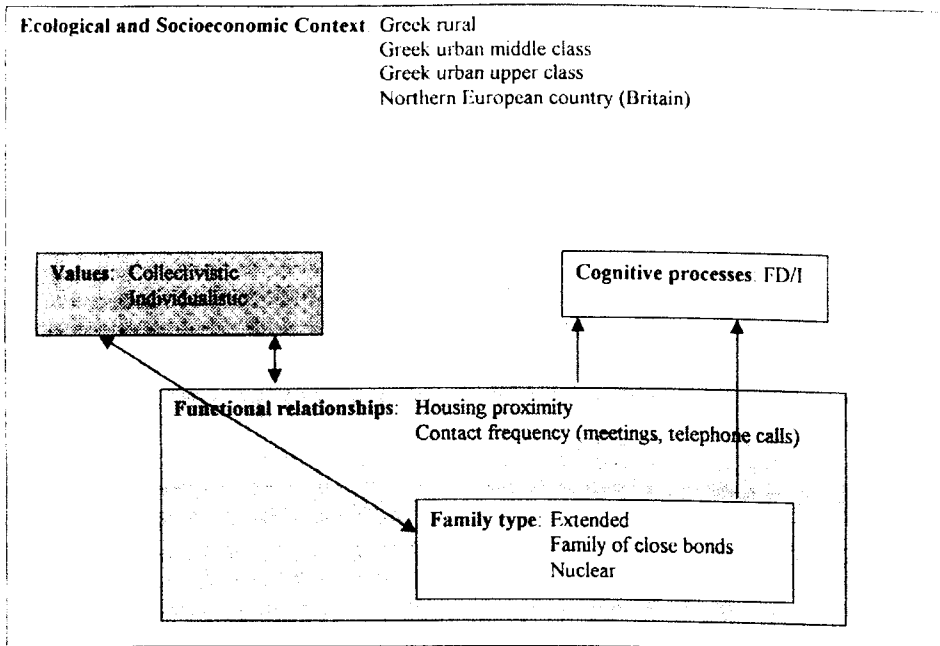 Ecological and Socioeconomic Context Greek rural
Greek urban middle class
Greek urban upper class
Northern European country (Britain)
Values: Collectivistic
Individualistic
Cognitive processes: FD/I
Functional relationships: Housing proximity
Contact frequency (meetings, telephone calls)
Family type: Extended
Family of close bonds
Nuclear